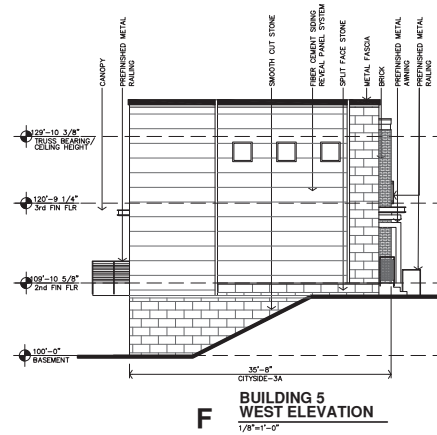 CANOPY
PREFINISHED METAL
RAILING
SMOOTH CUT STONE
FIBER CEMENT SIDING
REVEAL PANEL SYSTEM
SPLIT FACE STONE
METAL FASCIA
BRICK
PREFINISHED METAL
AWNING
PREFINISHED METAL
RAILING
129'-10 3/8"
TRUSS BEARING/
CEILING HEIGHT
120'-9 1/4"
3rd FIN FLR
109'-10 5/8"
2nd FIN FLR
100'-0"
BASEMENT
35'-8"
CITYSIDE-3A
F
BUILDING 5
WEST ELEVATION
1/8"=1'-0"